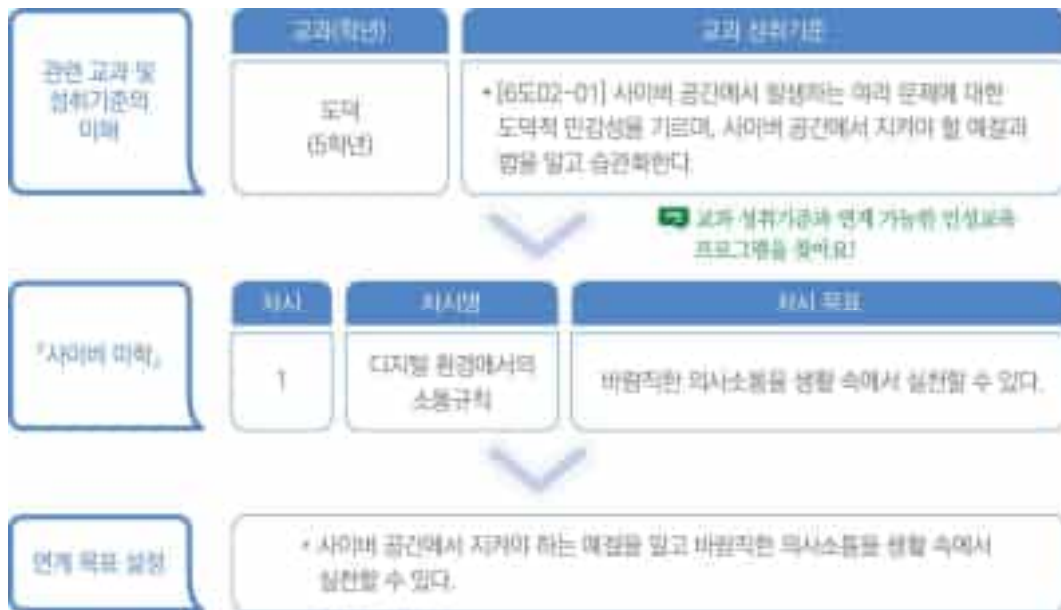 관련 교과 및
성취기준의
이해
교과(학년)
교과 성취기준
도덕
(5학년)
• [6도02-01] 사이버 공간에서 발생하는 여러 문제에 대한
도덕적 민감성을 기르며, 사이버 공간에서 지켜야 할 예절과
법을 알고 습관화한다.
교과 성취기준과 연계 가능한 인성교육
프로그램을 찾아요!
『사이버 미학』
차시
차시명
차시 목표
1
디지털 환경에서의
소통규칙
바람직한 의사소통을 생활 속에서 실천할 수 있다.
연계 목표 설정
• 사이버 공간에서 지켜야 하는 예절을 알고 바람직한 의사소통을 생활 속에서
실천할 수 있다.